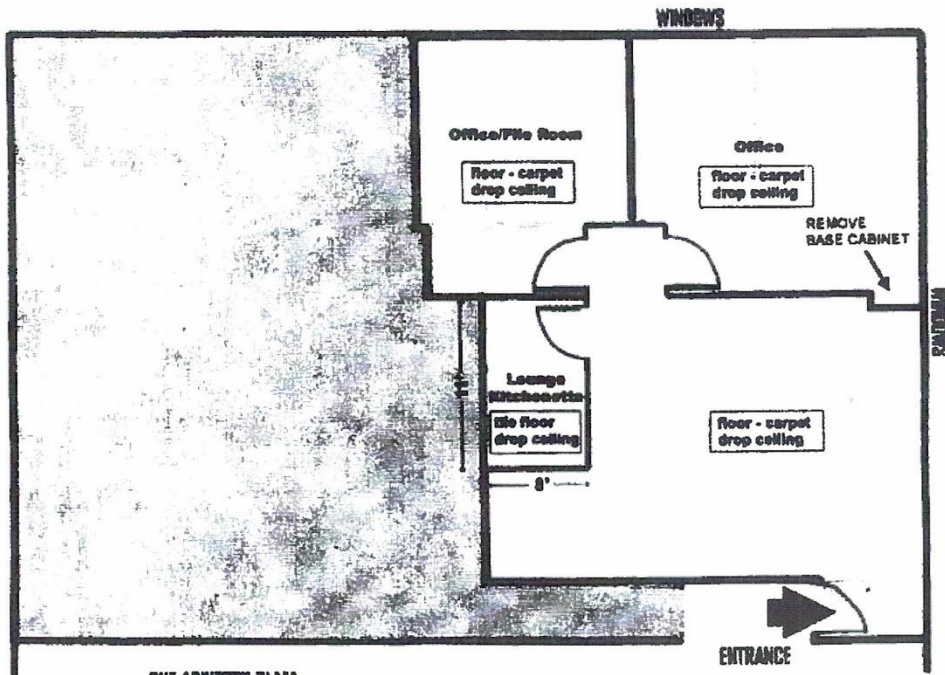 WINDOWS
Office/File Room
floor - carpet
drop ceiling
Office
floor - carpet
drop ceiling
REMOVE
BASE CABINET
WINDOWS
Lounge
Kitchenette
tile floor
drop ceiling
floor - carpet
drop ceiling
8'
ENTRANCE